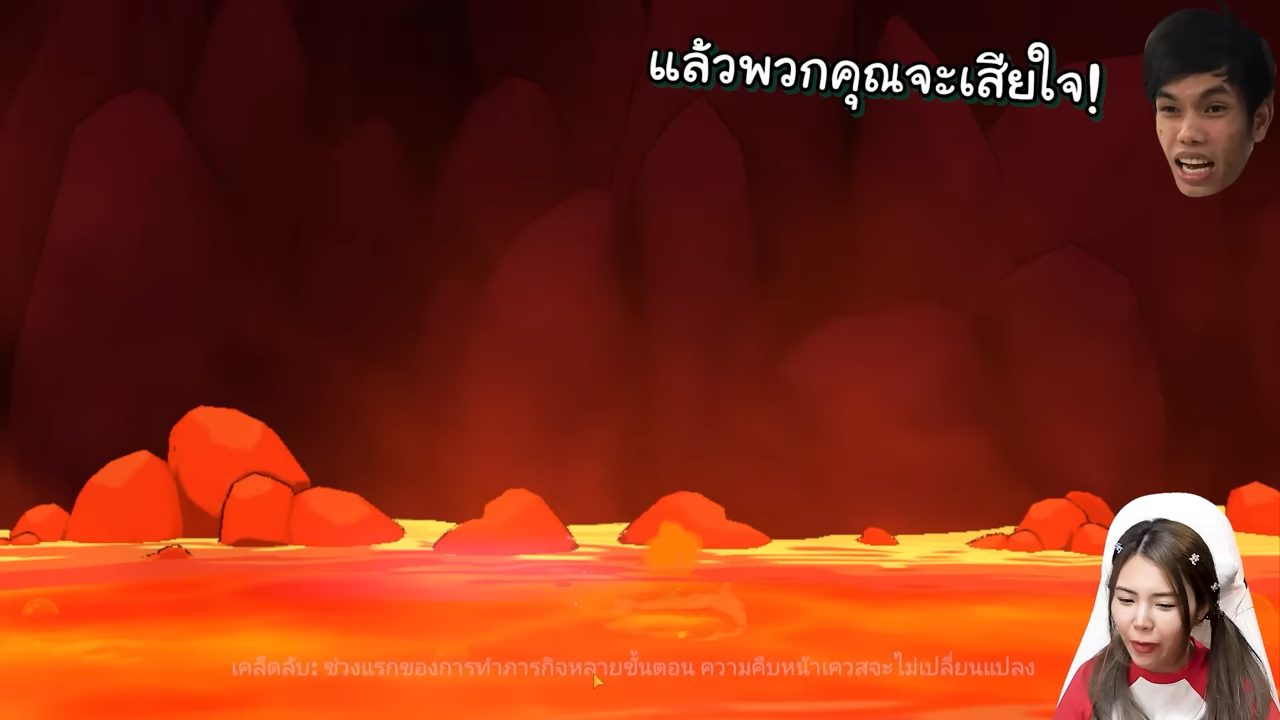 แล้วพวกคุณจะเสียใจ!
เคล็ดลับ: ช่วงแรกของการทำภารกิจหลายขั้นตอน ความคืบหน้าเควสจะไม่เปลี่ยนแปลง